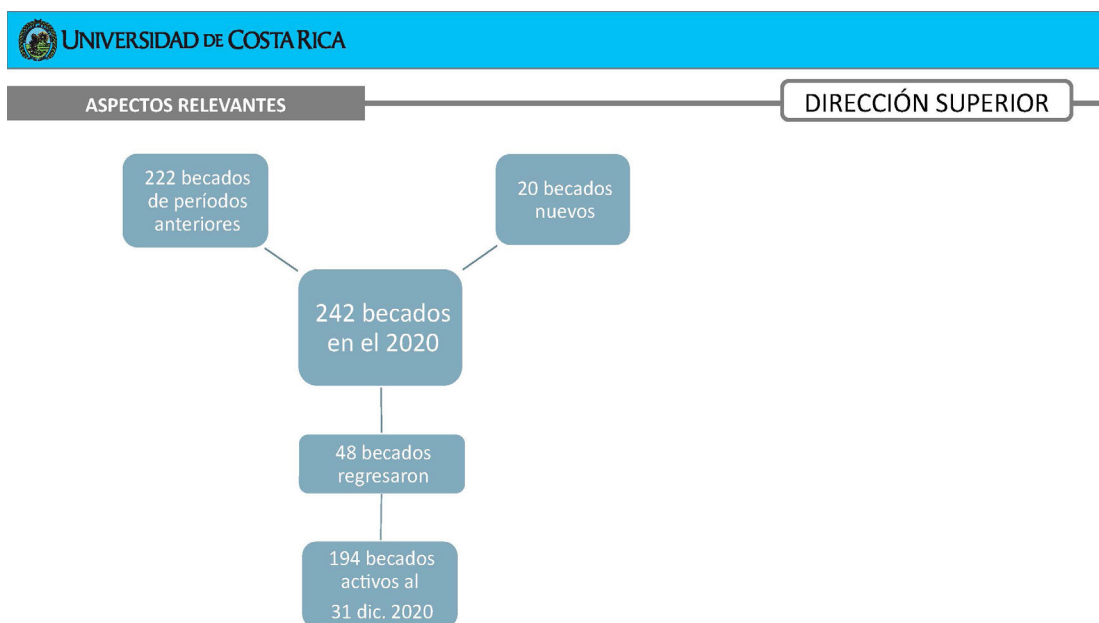 UNIVERSIDAD DE COSTA RICA
ASPECTOS RELEVANTES
DIRECCIÓN SUPERIOR
222 becados
de períodos
anteriores
20 becados
nuevos
242 becados
en el 2020
48 becados
regresaron
194 becados
activos al
31 dic. 2020